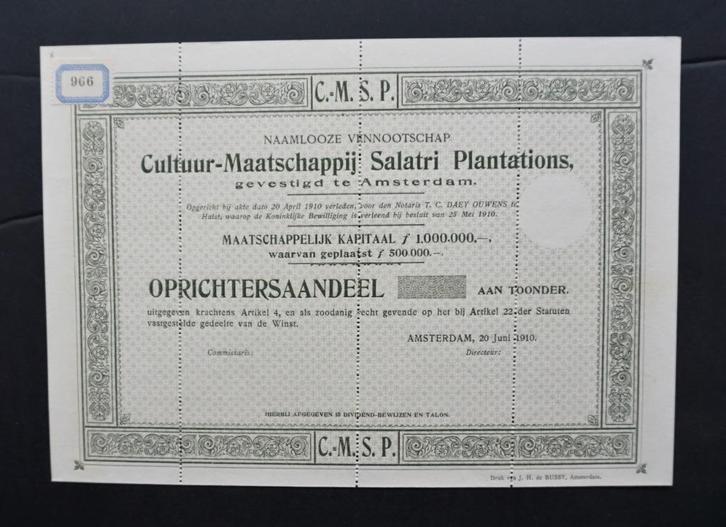 966
C.-M. S. P.
NAAMLOOZE VENNOOTSCHAP
Cultuur-Maatschappij Salatri Plantations,
gevestigd te Amsterdam.
Opgericht bij akte dato 20 April 1910 verleden, voor den Notaris T. C. DAEY OUWENS te
Hulst, waarop de Koninklijke Bewilliging is verleend bij besluit van 25 Mei 1910.
MAATSCHAPPELIJK KAPITAAL ƒ 1.000.000.—,
waarvan geplaatst ƒ 500.000.—.
OPRICHTERSAANDEEL AAN TOONDER.
uitgegeven krachtens Artikel 4, en als zoodanig recht gevende op het bij Artikel 22 der Statuten
vastgestelde gedeelte van de Winst.
AMSTERDAM, 20 Juni 1910.
Commissaris: Directeur:
HIERBIJ AFGEGEVEN 15 DIVIDEND-BEWIJZEN EN TALON.
C.-M. S. P.
Druk van J. H. de BUSSY, Amsterdam.